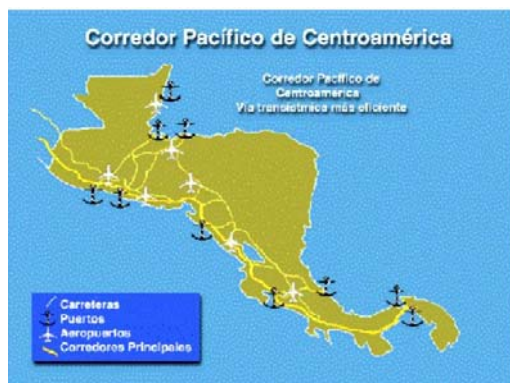 Corredor Pacífico de Centroamérica
Corredor Pacífico de
Centroamérica
Vía transístmica más eficiente
Carreteras
Puertos
Aeropuertos
Corredores Principales